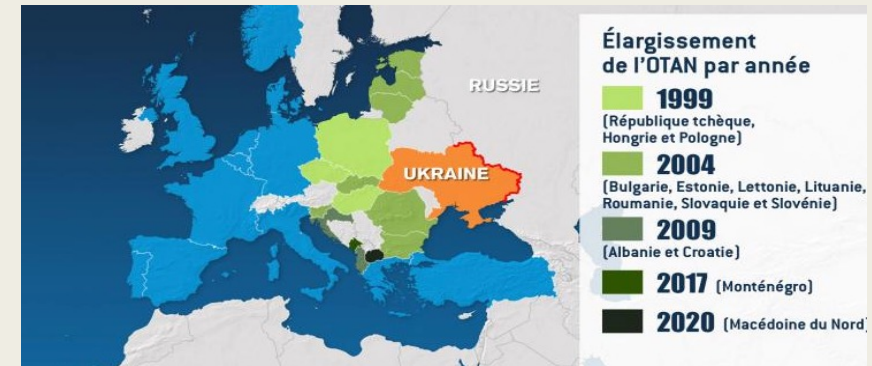 Élargissement
de l'OTAN par année
RUSSIE
1999
(République tchèque,
Hongrie et Pologne)
2004
UKRAINE
(Bulgarie, Estonie, Lettonie, Lituanie,
Roumanie, Slovaquie et Slovénie)
2009
(Albanie et Croatie)
2017 (Monténégro)
2020 (Macédoine du Nord)